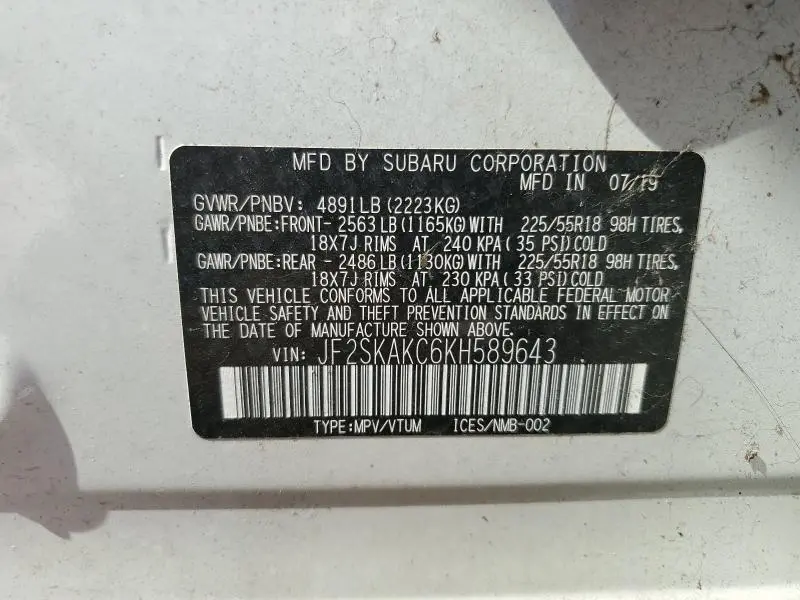 MFD BY SUBARU CORPORATION
MFD IN 07/19
GVWR/PNBV: 4891LB (2223KG)
GAWR/PNBE:FRONT- 2563LB (1165KG) WITH 225/55R18 98H TIRES,
18X7J RIMS AT 240 KPA ( 35 PSI) COLD
GAWR/PNBE:REAR - 2486LB (1130KG) WITH 225/55R18 98H TIRES,
18X7J RIMS AT 230 KPA ( 33 PSI) COLD
THIS VEHICLE CONFORMS TO ALL APPLICABLE FEDERAL MOTOR
VEHICLE SAFETY AND THEFT PREVENTION STANDARDS IN EFFECT ON
THE DATE OF MANUFACTURE SHOWN ABOVE.
VIN: JF2SKAKC6KH589643
TYPE:MPV/VTUM ICES/NMB-002